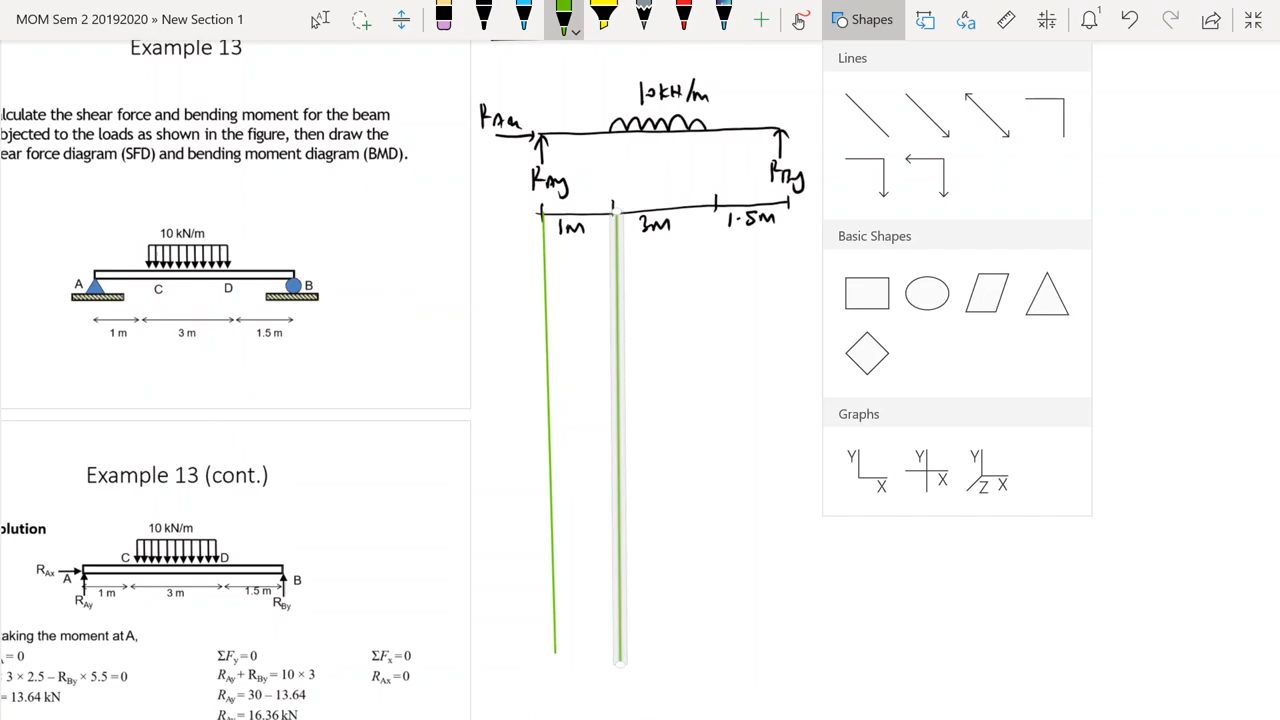 MOM Sem 2 20192020 » New Section 1
Shapes
Example 13
lculate the shear force and bending moment for the beam
bjected to the loads as shown in the figure, then draw the
ear force diagram (SFD) and bending moment diagram (BMD).
10 kN/m
A
C
D
B
1 m
3 m
1.5 m
Example 13 (cont.)
olution
10 kN/m
C
D
RAx
A
B
1 m
3 m
1.5 m
RAy
RBy
aking the moment at A,
= 0
3 × 2.5 – RBy × 5.5 = 0
= 13.64 kN
ΣFy = 0
RAy + RBy = 10 × 3
RAy = 30 – 13.64
RAy = 16.36 kN
ΣFx = 0
RAx = 0
10kN/m
RAx
RAy
RBy
1m
3m
1.5m
Lines
Basic Shapes
Graphs
Y
X
Y
X
Y
Z
X